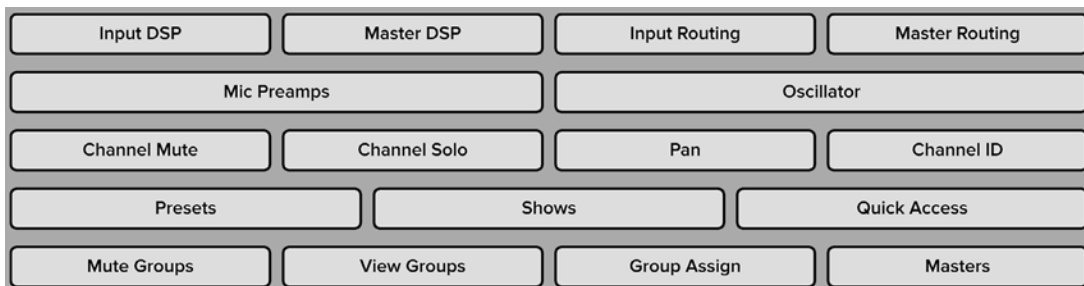 Input DSP Master DSP Input Routing Master Routing
Mic Preamps Oscillator
Channel Mute Channel Solo Pan Channel ID
Presets Shows Quick Access
Mute Groups View Groups Group Assign Masters